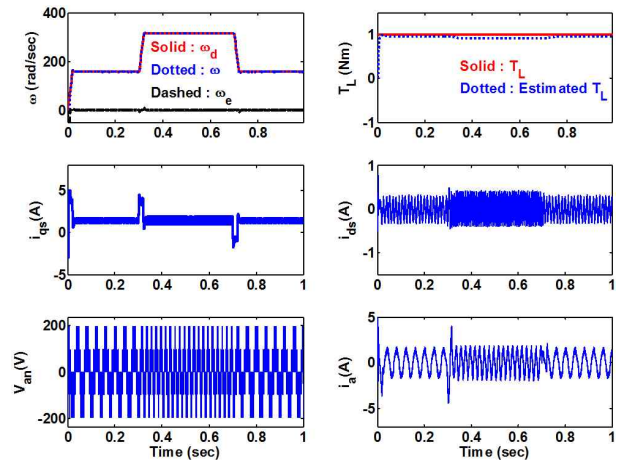 400
200
0
ω (rad/sec)
Solid : ω_d
Dotted : ω
Dashed : ω_e
0 0.2 0.4 0.6 0.8 1
1
0
-1
T_L (Nm)
Solid : T_L
Dotted : Estimated T_L
0 0.2 0.4 0.6 0.8 1
5
0
-5
i_qs(A)
0 0.2 0.4 0.6 0.8 1
1
0
-1
i_ds(A)
0 0.2 0.4 0.6 0.8 1
200
0
-200
V_an(V)
0 0.2 0.4 0.6 0.8 1
Time (sec)
5
0
-5
i_a(A)
0 0.2 0.4 0.6 0.8 1
Time (sec)